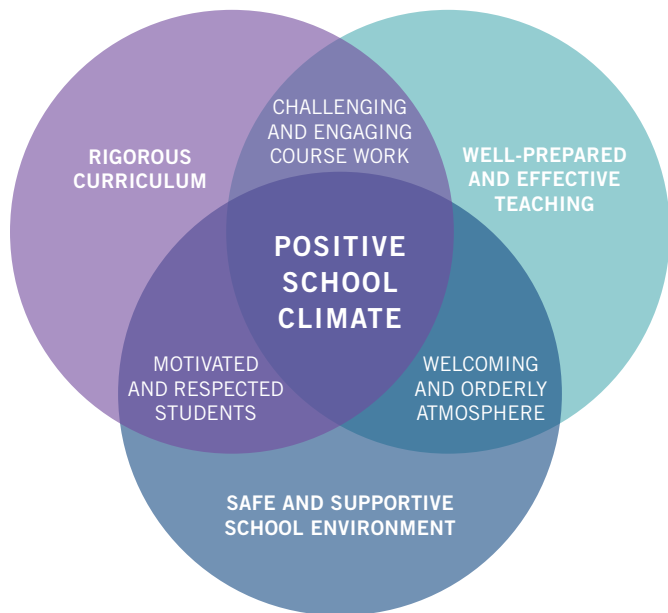 CHALLENGING
AND ENGAGING
COURSE WORK
RIGOROUS
CURRICULUM
WELL-PREPARED
AND EFFECTIVE
TEACHING
POSITIVE
SCHOOL
CLIMATE
MOTIVATED
AND RESPECTED
STUDENTS
WELCOMING
AND ORDERLY
ATMOSPHERE
SAFE AND SUPPORTIVE
SCHOOL ENVIRONMENT